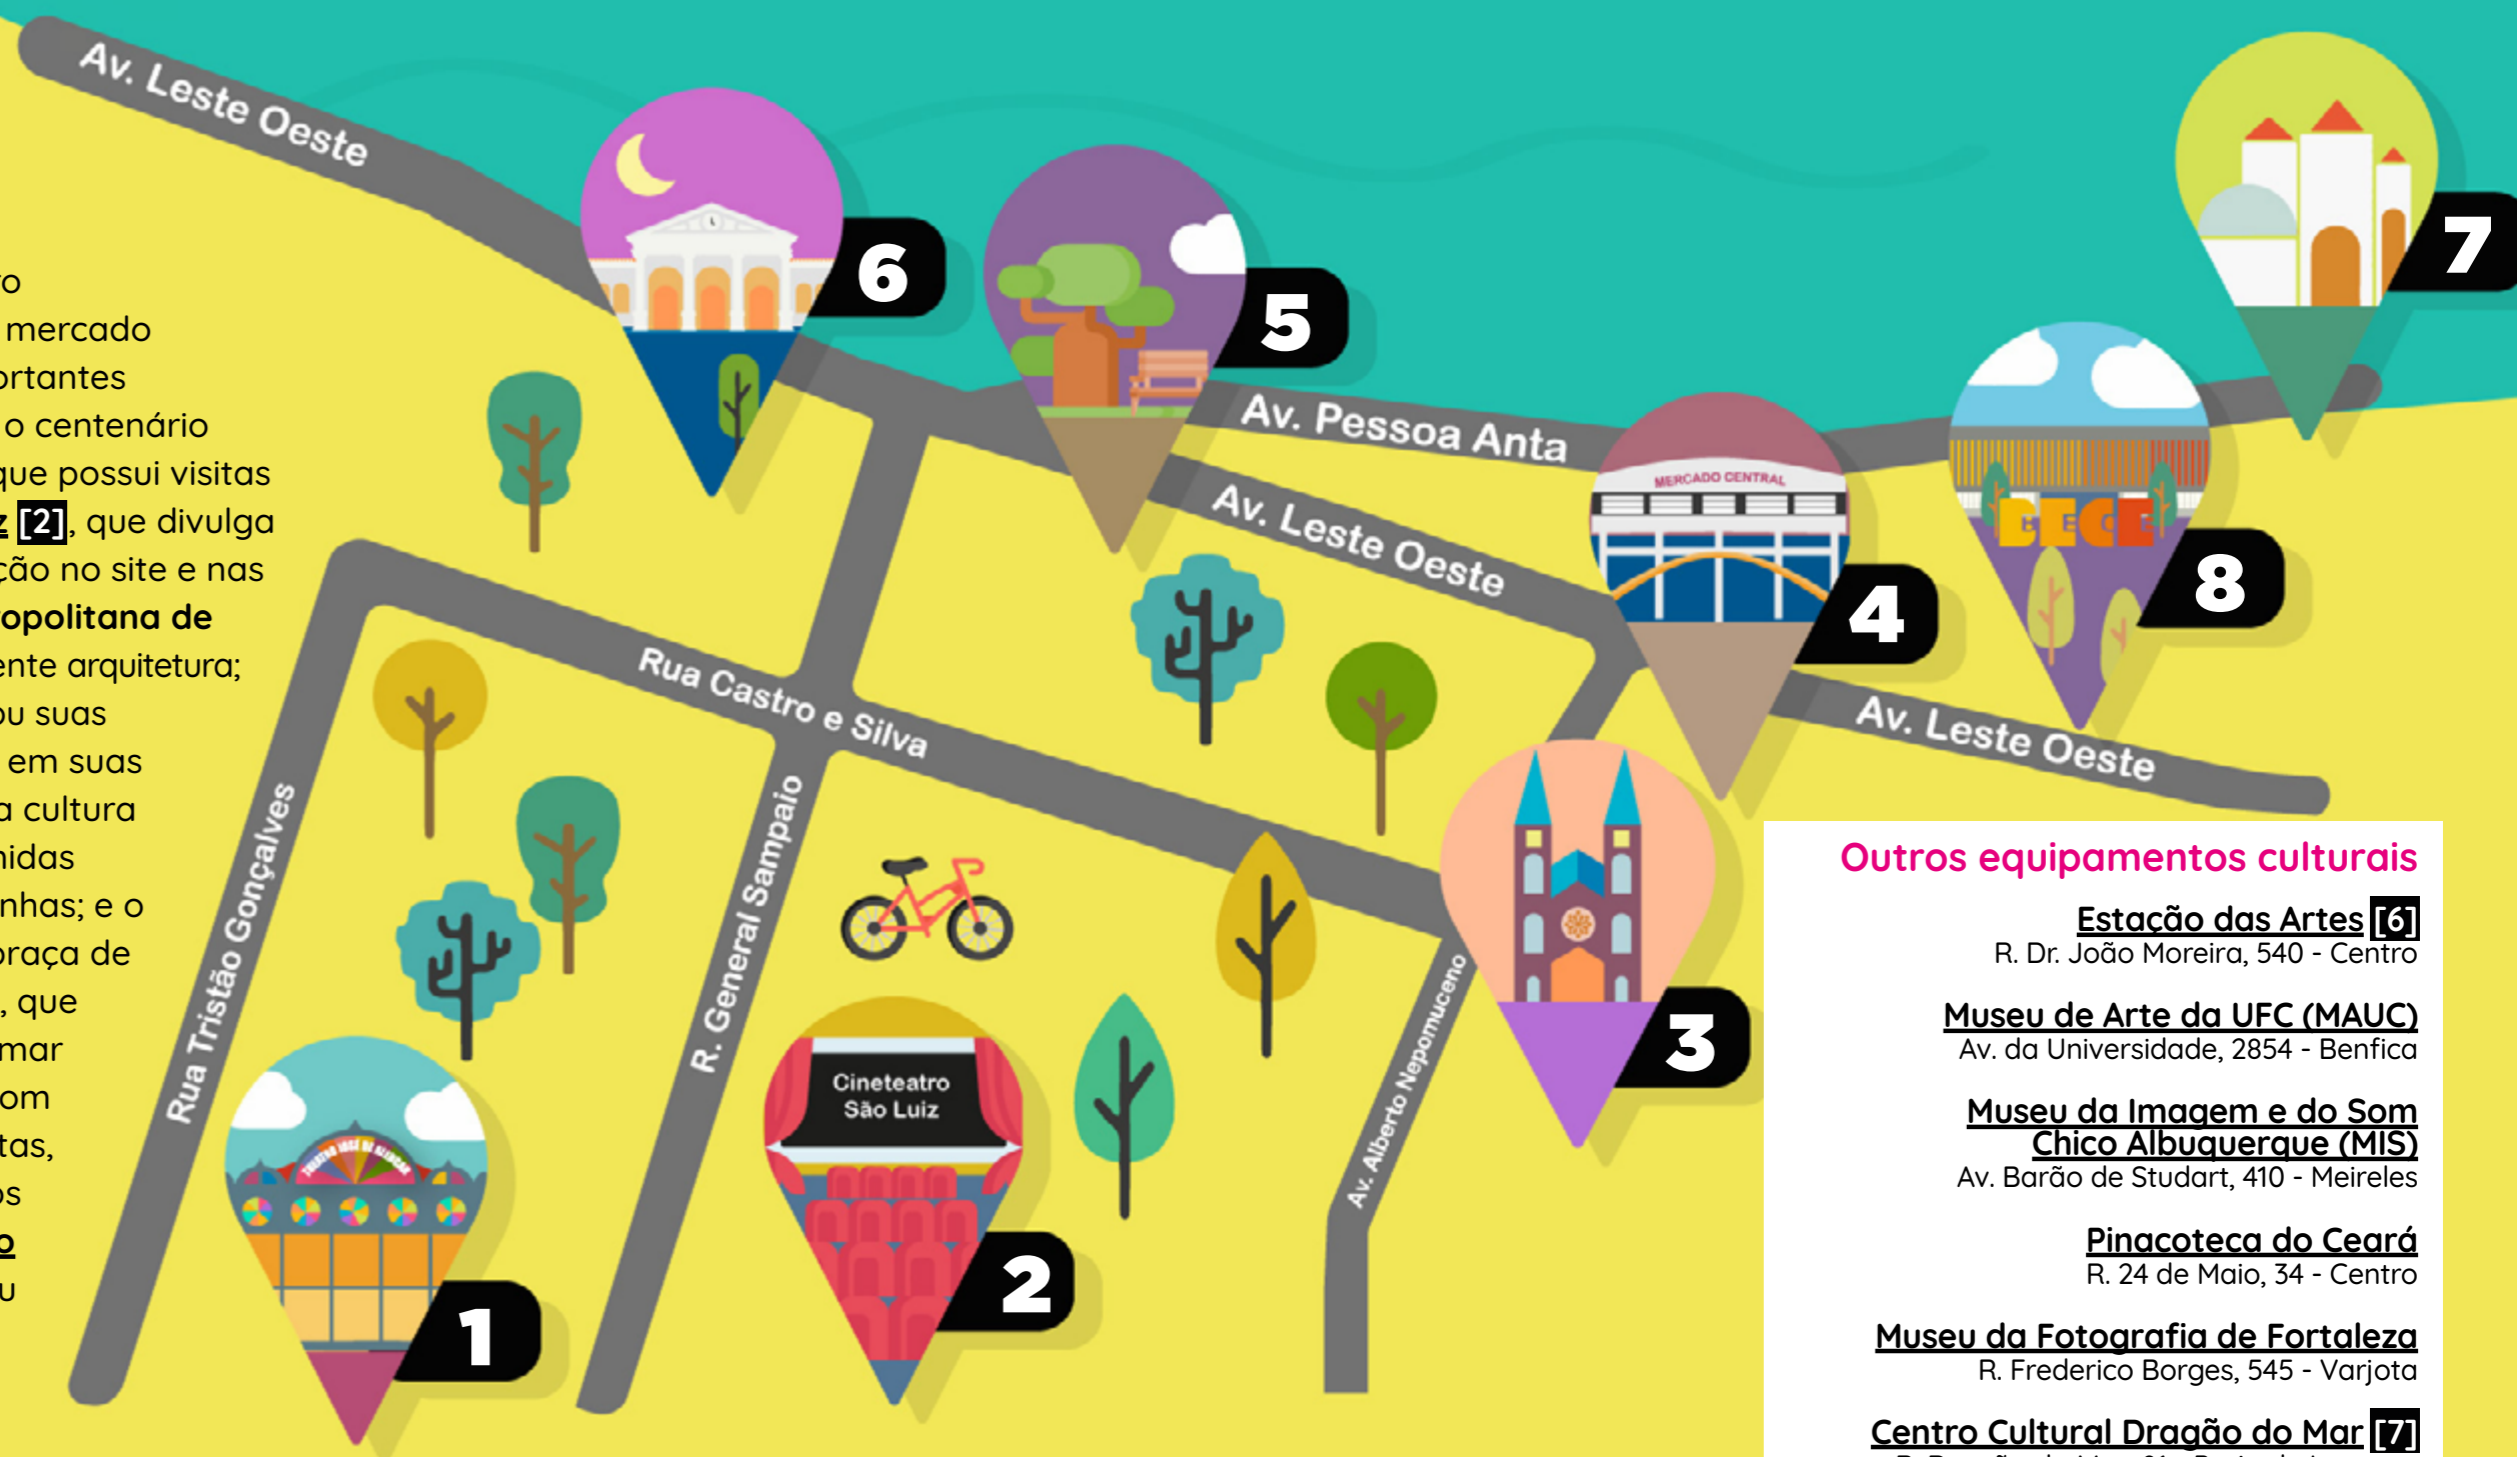 o
mercado
ortantes
o centenário
que possui visitas
z [2], que divulga
ção no site e nas
opolitana de
ente arquitetura;
ou suas
em suas
a cultura
nidas
nhas; e o
praça de
, que
mar
om
tas,
os
o
u
Av. Leste Oeste
6
5
7
Av. Pessoa Anta
Av. Leste Oeste
MERCADO CENTRAL
4
BECE
8
Av. Leste Oeste
Rua Castro e Silva
Rua Tristão Gonçalves
R. General Sampaio
Av. Alberto Nepomuceno
3
THEATRO JOSÉ DE ALENCAR
1
Cineteatro
São Luiz
2
Outros equipamentos culturais
Estação das Artes [6]
R. Dr. João Moreira, 540 - Centro
Museu de Arte da UFC (MAUC)
Av. da Universidade, 2854 - Benfica
Museu da Imagem e do Som
Chico Albuquerque (MIS)
Av. Barão de Studart, 410 - Meireles
Pinacoteca do Ceará
R. 24 de Maio, 34 - Centro
Museu da Fotografia de Fortaleza
R. Frederico Borges, 545 - Varjota
Centro Cultural Dragão do Mar [7]